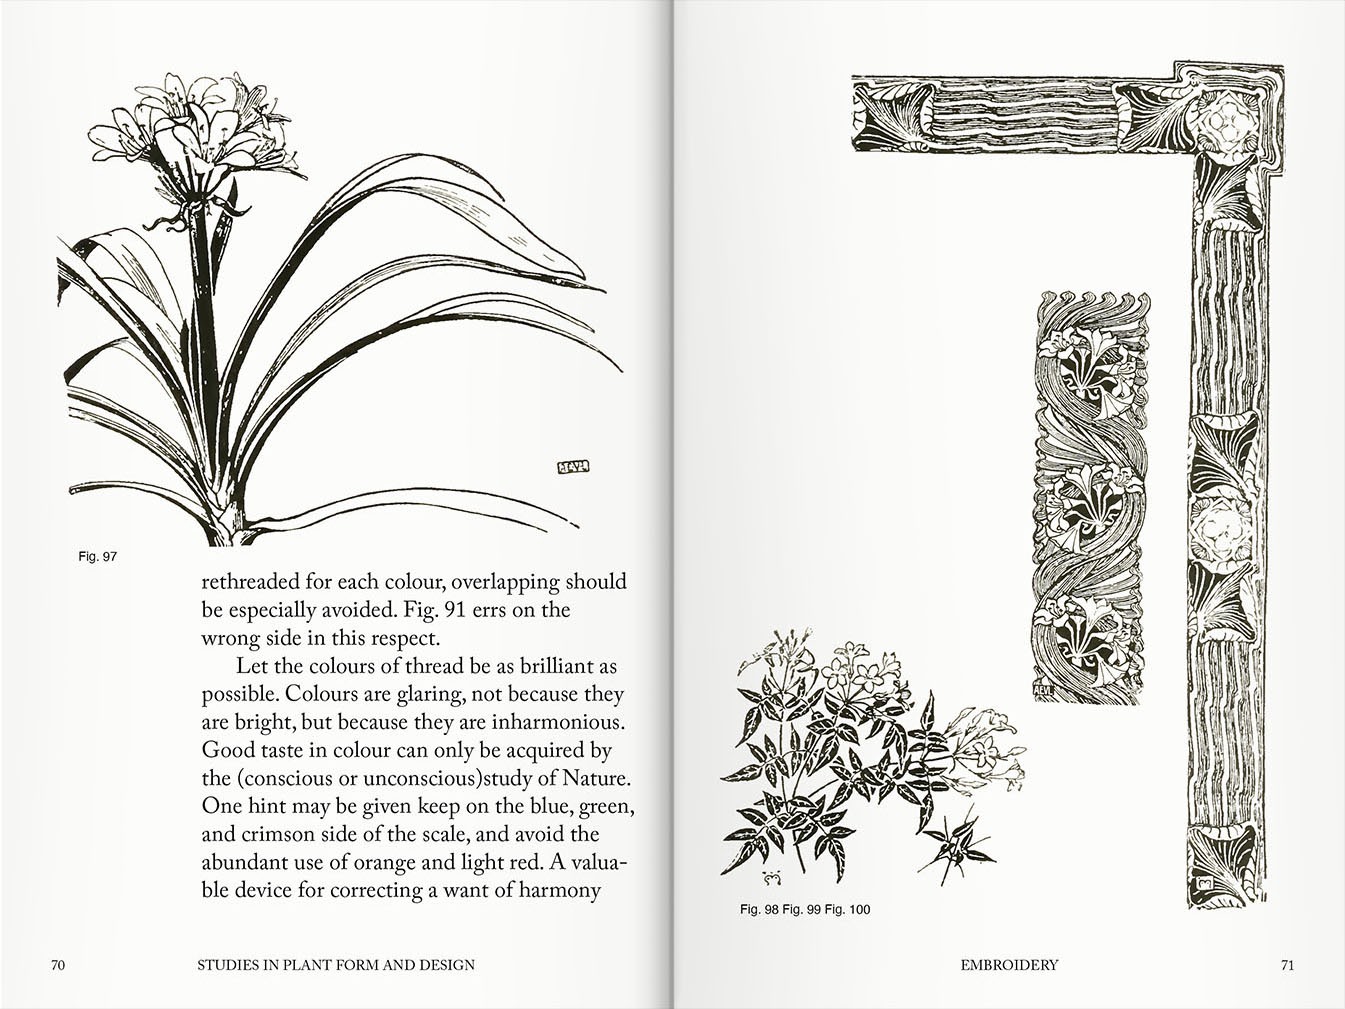 Fig. 97
rethreaded for each colour, overlapping should
be especially avoided. Fig. 91 errs on the
wrong side in this respect.
Let the colours of thread be as brilliant as
possible. Colours are glaring, not because they
are bright, but because they are inharmonious.
Good taste in colour can only be acquired by
the (conscious or unconscious)study of Nature.
One hint may be given keep on the blue, green,
and crimson side of the scale, and avoid the
abundant use of orange and light red. A valua-
ble device for correcting a want of harmony
70 STUDIES IN PLANT FORM AND DESIGN
Fig. 98 Fig. 99 Fig. 100
EMBROIDERY 71